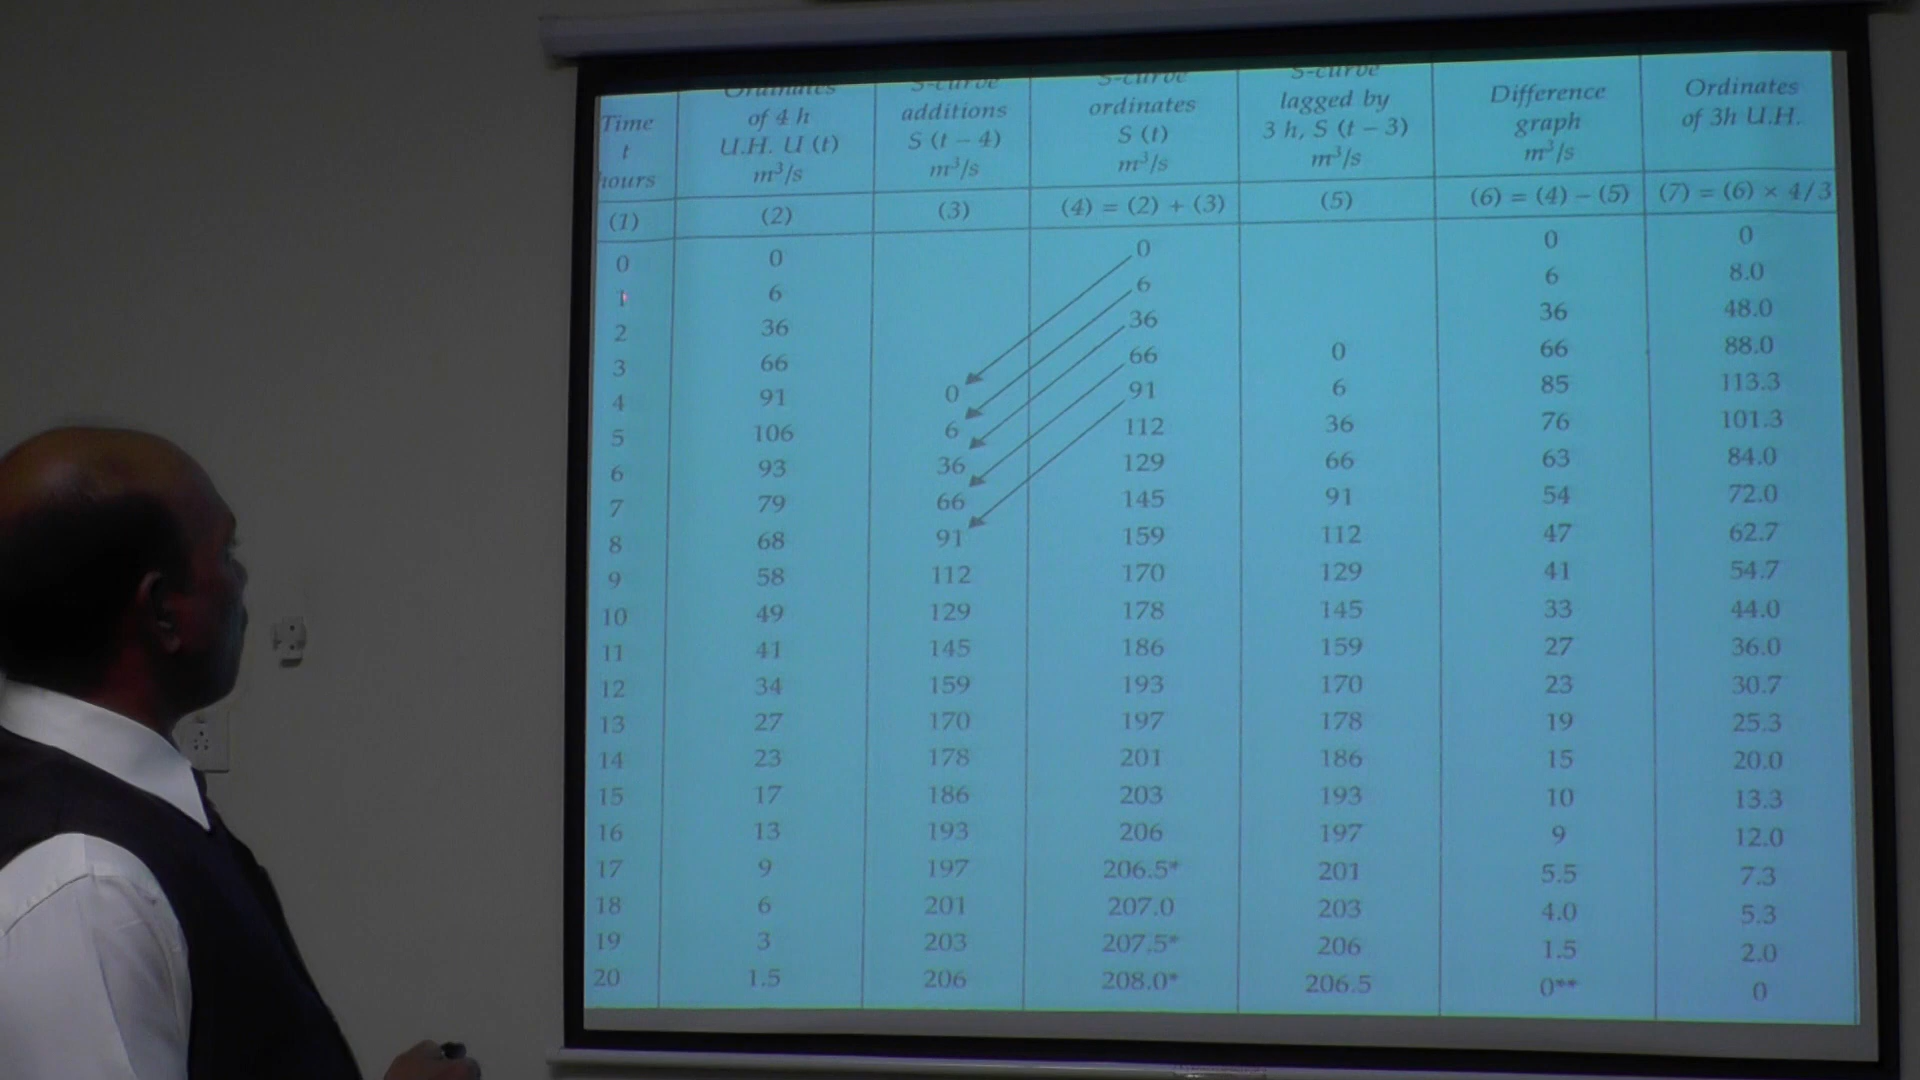 Time t hours | Ordinates of 4 h U.H. U (t) m³/s | S-curve additions S (t – 4) m³/s | S-curve ordinates S (t) m³/s | S-curve lagged by 3 h, S (t – 3) m³/s | Difference graph m³/s | Ordinates of 3h U.H.
(1) (2) (3) (4) = (2) + (3) (5) (6) = (4) – (5) (7) = (6) × 4/3
0 0 0 0 0
1 6 6 6 8.0
2 36 36 36 48.0
3 66 66 0 66 88.0
4 91 0 91 6 85 113.3
5 106 6 112 36 76 101.3
6 93 36 129 66 63 84.0
7 79 66 145 91 54 72.0
8 68 91 159 112 47 62.7
9 58 112 170 129 41 54.7
10 49 129 178 145 33 44.0
11 41 145 186 159 27 36.0
12 34 159 193 170 23 30.7
13 27 170 197 178 19 25.3
14 23 178 201 186 15 20.0
15 17 186 203 193 10 13.3
16 13 193 206 197 9 12.0
17 9 197 206.5* 201 5.5 7.3
18 6 201 207.0 203 4.0 5.3
19 3 203 207.5* 206 1.5 2.0
20 1.5 206 208.0* 206.5 0** 0